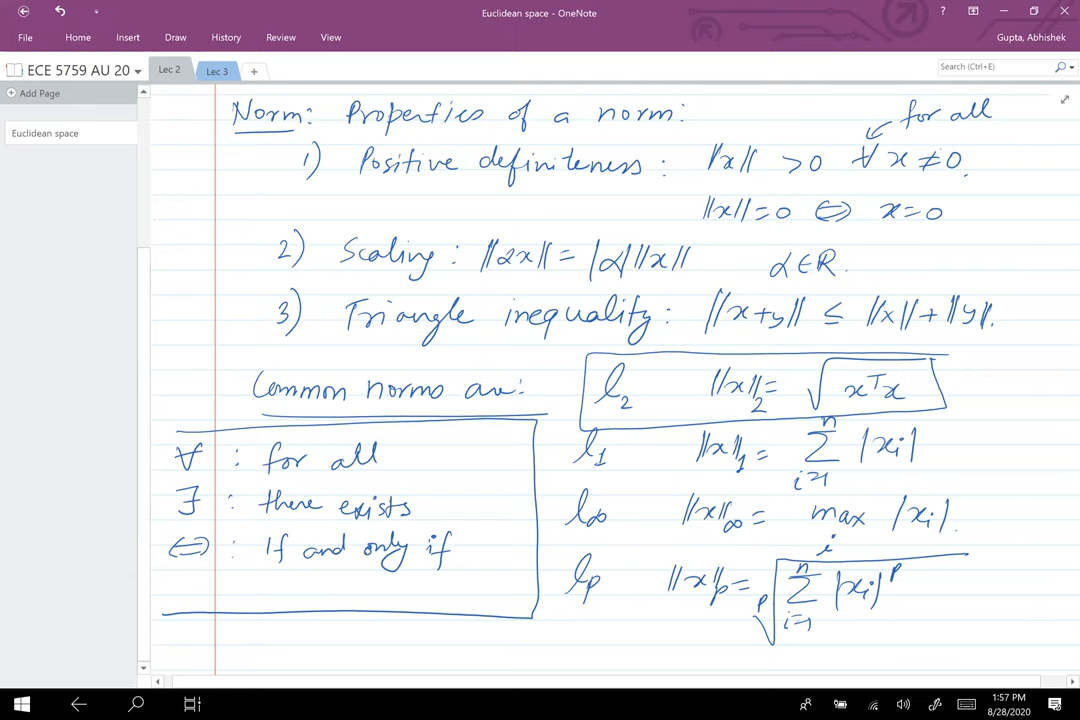 Euclidean space - OneNote
File Home Insert Draw History Review View
Gupta, Abhishek
ECE 5759 AU 20
Lec 2
Lec 3
Search (Ctrl+E)
Add Page
Euclidean space
Norm: Properties of a norm:
for all
1) Positive definiteness: ||x|| >0 ∀ x ≠ 0.
||x||=0 ⇔ x=0
2) Scaling: ||αx|| = |α| ||x|| α ∈ R.
3) Triangle inequality: ||x+y|| ≤ ||x|| + ||y||.
Common norms are:
l₂ ||x||₂ = √(xᵀx)
l₁ ||x||₁ = ∑ᵢ₌₁ⁿ |xᵢ|
l∞ ||x||∞ = max_i |xᵢ|.
lₚ ||x||ₚ = ᵖ√(∑ᵢ₌₁ⁿ |xᵢ|ᵖ)
∀ : for all
∃ : there exists
⇔ : If and only if
1:57 PM
8/28/2020